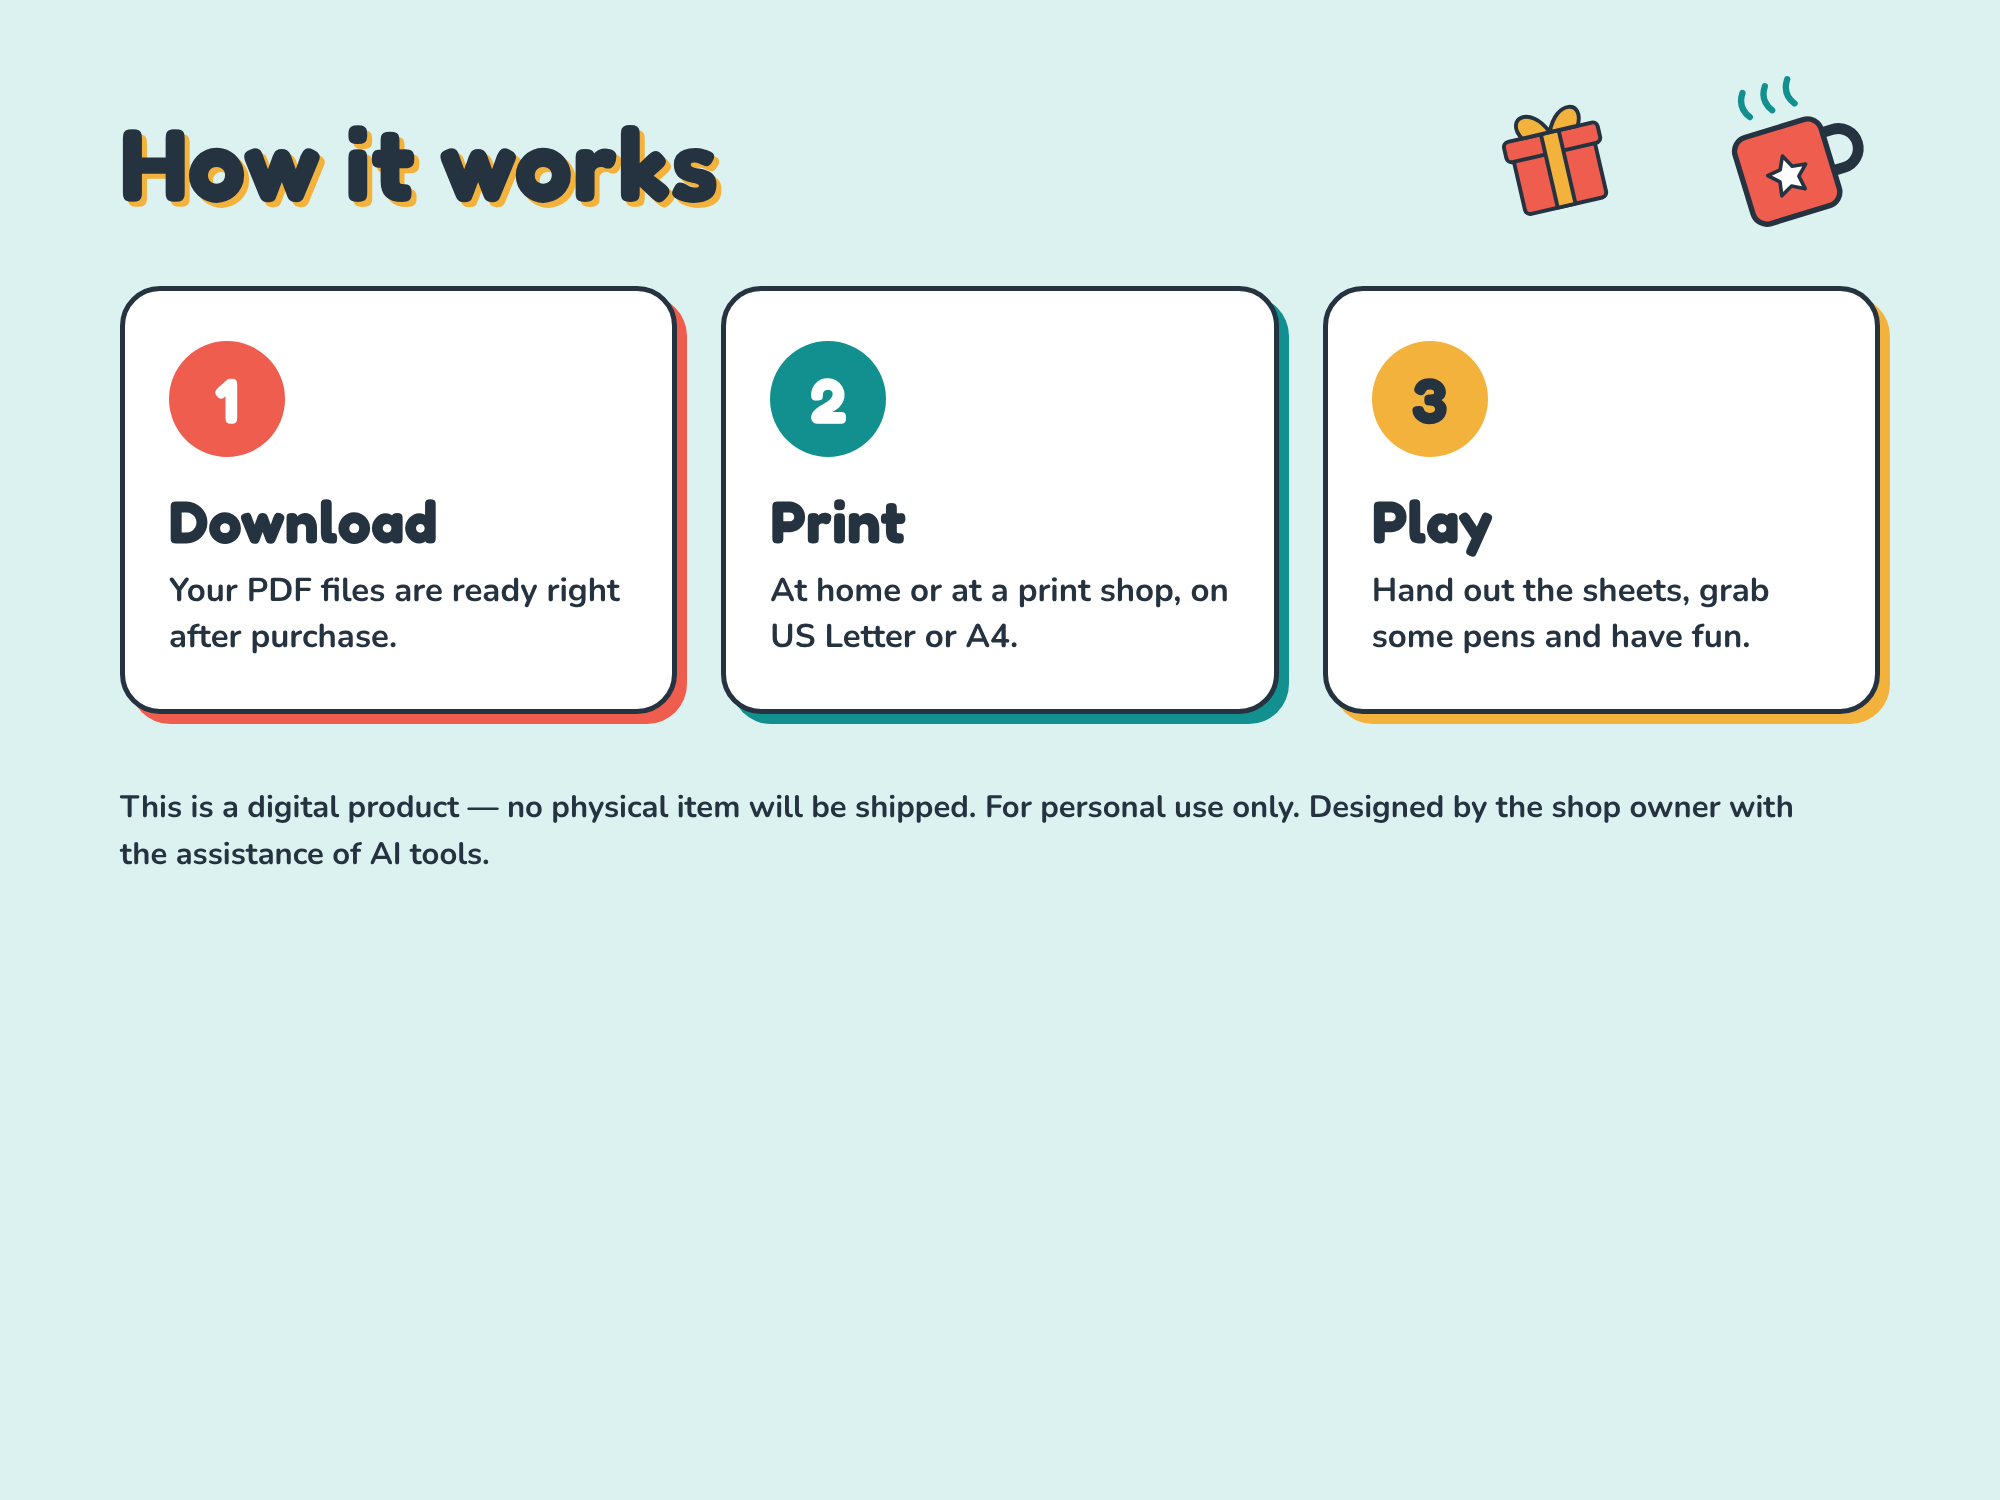 How it works
1
Download
Your PDF files are ready right
after purchase.
2
Print
At home or at a print shop, on
US Letter or A4.
3
Play
Hand out the sheets, grab
some pens and have fun.
This is a digital product — no physical item will be shipped. For personal use only. Designed by the shop owner with
the assistance of AI tools.